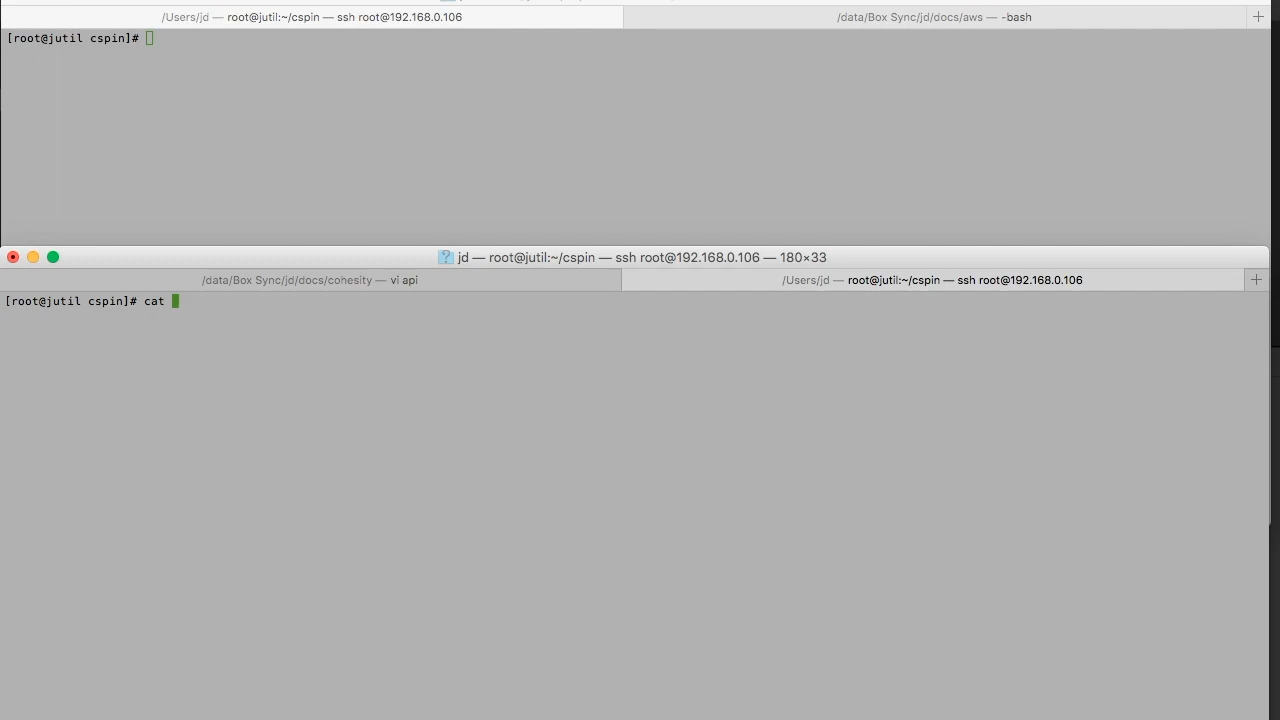 /Users/jd — root@jutil:~/cspin — ssh root@192.168.0.106
/data/Box Sync/jd/docs/aws — -bash
[root@jutil cspin]#
jd — root@jutil:~/cspin — ssh root@192.168.0.106 — 180×33
/data/Box Sync/jd/docs/cohesity — vi api
/Users/jd — root@jutil:~/cspin — ssh root@192.168.0.106
[root@jutil cspin]# cat